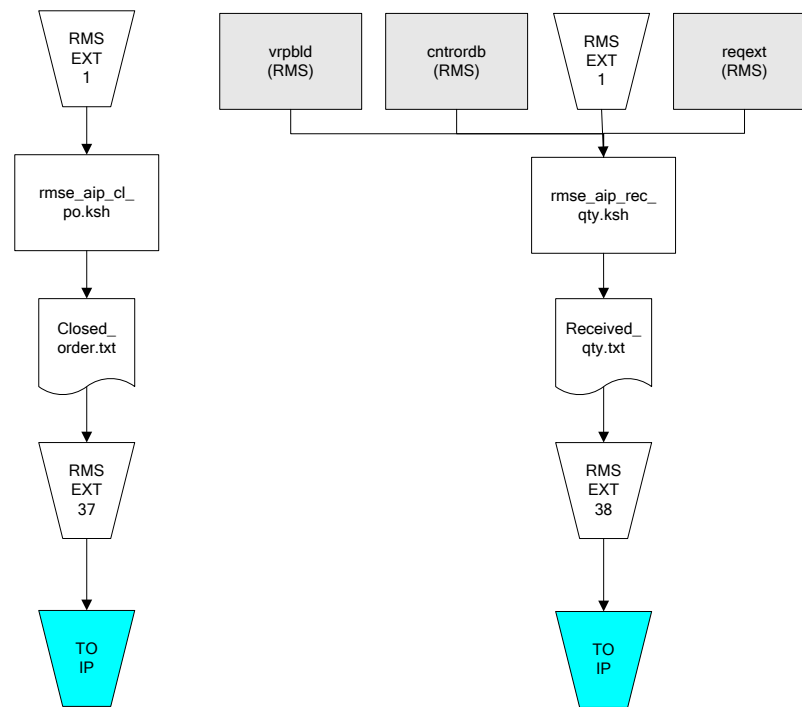 RMS
EXT
1
vrpbld
(RMS)
cntrordb
(RMS)
RMS
EXT
1
reqext
(RMS)
rmse_aip_cl_
po.ksh
rmse_aip_rec_
qty.ksh
Closed_
order.txt
Received_
qty.txt
RMS
EXT
37
RMS
EXT
38
TO
IP
TO
IP